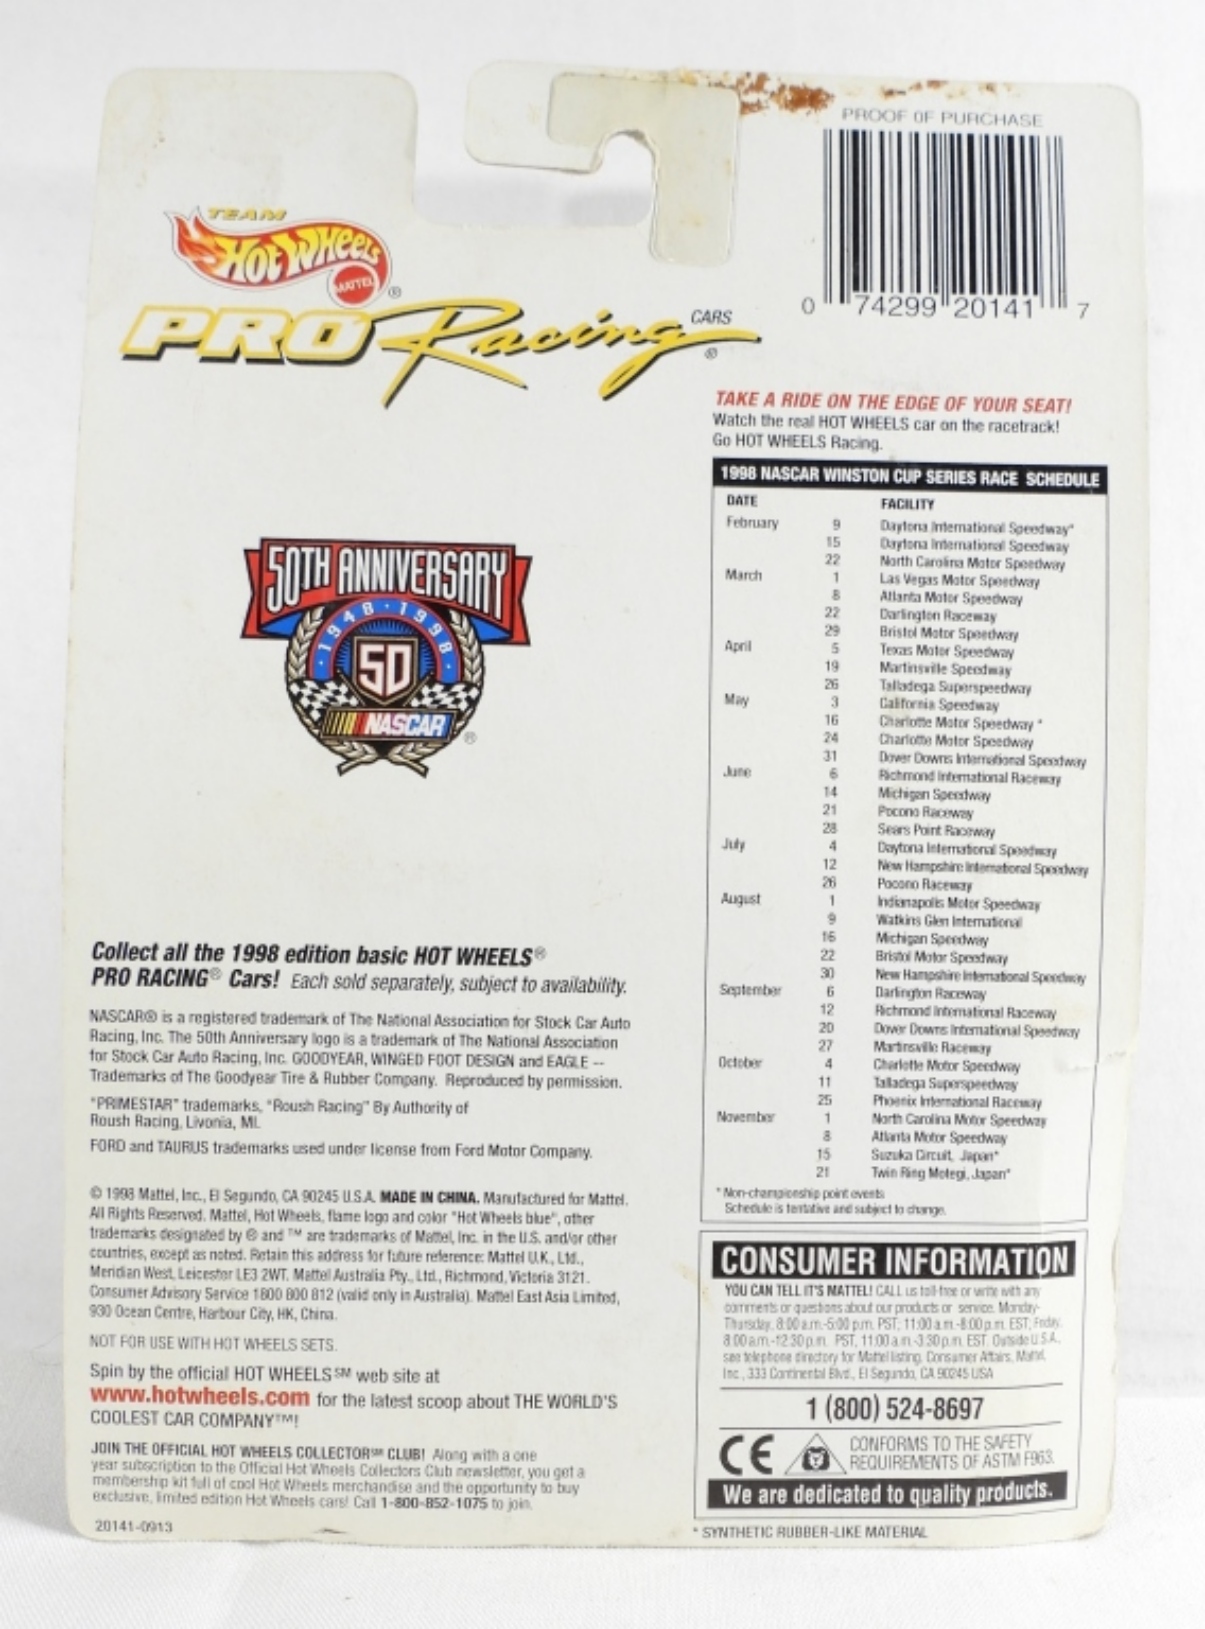 PROOF OF PURCHASE
0 74299 20141 7
TEAM
Hot Wheels
MATTEL ®
PRO Racing CARS ®
TAKE A RIDE ON THE EDGE OF YOUR SEAT!
Watch the real HOT WHEELS car on the racetrack!
Go HOT WHEELS Racing.
1998 NASCAR WINSTON CUP SERIES RACE SCHEDULE
DATE FACILITY
February 9 Daytona International Speedway*
15 Daytona International Speedway
22 North Carolina Motor Speedway
March 1 Las Vegas Motor Speedway
8 Atlanta Motor Speedway
22 Darlington Raceway
29 Bristol Motor Speedway
April 5 Texas Motor Speedway
19 Martinsville Speedway
26 Talladega Superspeedway
May 3 California Speedway
16 Charlotte Motor Speedway *
24 Charlotte Motor Speedway
31 Dover Downs International Speedway
June 6 Richmond International Raceway
14 Michigan Speedway
21 Pocono Raceway
28 Sears Point Raceway
July 4 Daytona International Speedway
12 New Hampshire International Speedway
26 Pocono Raceway
August 1 Indianapolis Motor Speedway
9 Watkins Glen International
16 Michigan Speedway
22 Bristol Motor Speedway
30 New Hampshire International Speedway
September 6 Darlington Raceway
12 Richmond International Raceway
20 Dover Downs International Speedway
27 Martinsville Raceway
October 4 Charlotte Motor Speedway
11 Talladega Superspeedway
25 Phoenix International Raceway
November 1 North Carolina Motor Speedway
8 Atlanta Motor Speedway
15 Suzuka Circuit, Japan*
21 Twin Ring Motegi, Japan*
* Non-championship point events
Schedule is tentative and subject to change.
50TH ANNIVERSARY
· 1948 · 1998 ·
50
NASCAR ®
Collect all the 1998 edition basic HOT WHEELS®
PRO RACING® Cars! Each sold separately, subject to availability.
NASCAR® is a registered trademark of The National Association for Stock Car Auto
Racing, Inc. The 50th Anniversary logo is a trademark of The National Association
for Stock Car Auto Racing, Inc. GOODYEAR, WINGED FOOT DESIGN and EAGLE --
Trademarks of The Goodyear Tire & Rubber Company. Reproduced by permission.
"PRIMESTAR" trademarks, "Roush Racing" By Authority of
Roush Racing, Livonia, MI.
FORD and TAURUS trademarks used under license from Ford Motor Company.
© 1998 Mattel, Inc., El Segundo, CA 90245 U.S.A. MADE IN CHINA. Manufactured for Mattel.
All Rights Reserved. Mattel, Hot Wheels, flame logo and color "Hot Wheels blue", other
trademarks designated by ® and ™ are trademarks of Mattel, Inc. in the U.S. and/or other
countries, except as noted. Retain this address for future reference: Mattel U.K., Ltd.,
Meridian West, Leicester LE3 2WT. Mattel Australia Pty., Ltd., Richmond, Victoria 3121.
Consumer Advisory Service 1800 800 812 (valid only in Australia). Mattel East Asia Limited,
930 Ocean Centre, Harbour City, HK, China.
NOT FOR USE WITH HOT WHEELS SETS.
Spin by the official HOT WHEELS℠ web site at
www.hotwheels.com for the latest scoop about THE WORLD'S
COOLEST CAR COMPANY™!
JOIN THE OFFICIAL HOT WHEELS COLLECTOR℠ CLUB! Along with a one
year subscription to the Official Hot Wheels Collectors Club newsletter, you get a
membership kit full of cool Hot Wheels merchandise and the opportunity to buy
exclusive, limited edition Hot Wheels cars! Call 1-800-852-1075 to join.
20141-0913
CONSUMER INFORMATION
YOU CAN TELL IT'S MATTEL! CALL us toll-free or write with any
comments or questions about our products or service. Monday-
Thursday, 8:00 a.m.-5:00 p.m. PST; 11:00 a.m.-8:00 p.m. EST; Friday,
8:00 a.m.-12:30 p.m. PST, 11:00 a.m.-3:30 p.m. EST. Outside U.S.A.,
see telephone directory for Mattel listing. Consumer Affairs, Mattel,
Inc., 333 Continental Blvd., El Segundo, CA 90245 USA
1 (800) 524-8697
CE CONFORMS TO THE SAFETY
REQUIREMENTS OF ASTM F963.
We are dedicated to quality products.
* SYNTHETIC RUBBER-LIKE MATERIAL